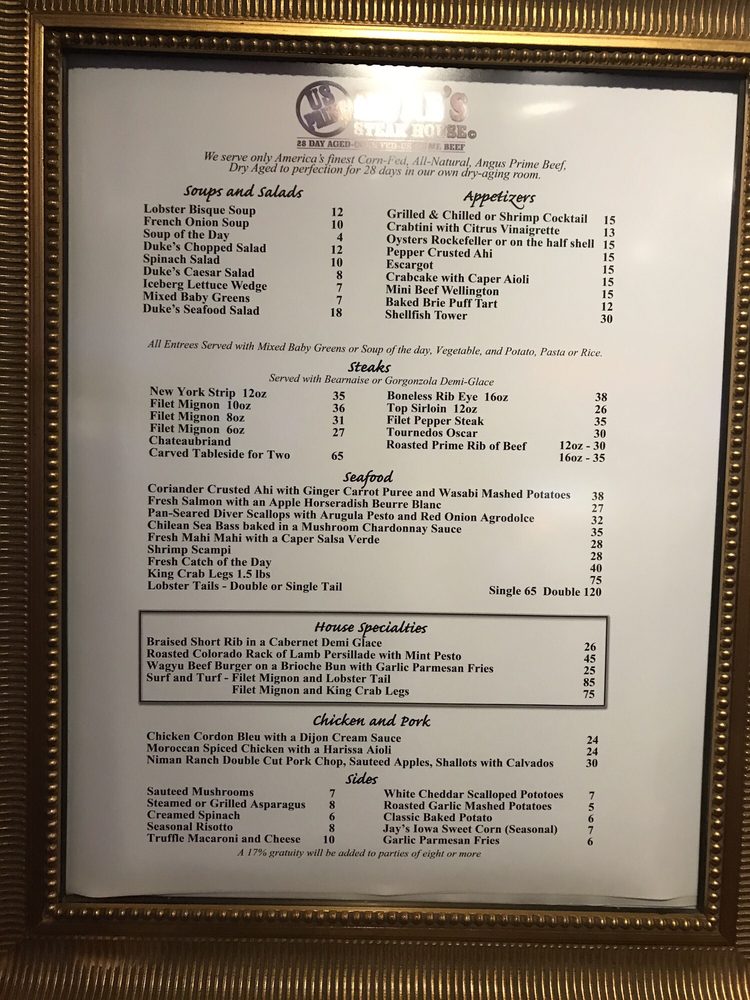 US
STEAK HOUSE
We serve only America's finest Corn-Fed, All-Natural, Angus Prime Beef,
Dry Aged to perfection for 28 days in our own dry-aging room.
Soups and Salads
Lobster Bisque Soup 12
French Onion Soup 10
Soup of the Day 4
Duke's Chopped Salad 12
Spinach Salad 10
Duke's Caesar Salad 8
Iceberg Lettuce Wedge 7
Mixed Baby Greens 7
Duke's Seafood Salad 18
Appetizers
Grilled & Chilled or Shrimp Cocktail 15
Crabtini with Citrus Vinaigrette 13
Oysters Rockefeller or on the half shell 15
Pepper Crusted Ahi 15
Escargot 15
Crabcake with Caper Aioli 15
Mini Beef Wellington 15
Baked Brie Puff Tart 12
Shellfish Tower 30
All Entrees Served with Mixed Baby Greens or Soup of the day, Vegetable, and Potato, Pasta or Rice.
Steaks
Served with Bearnaise or Gorgonzola Demi-Glace
New York Strip 12oz 35
Filet Mignon 10oz 36
Filet Mignon 8oz 31
Filet Mignon 6oz 27
Chateaubriand
Carved Tableside for Two 65
Boneless Rib Eye 16oz 38
Top Sirloin 12oz 26
Filet Pepper Steak 35
Tournedos Oscar 30
Roasted Prime Rib of Beef 12oz - 30
16oz - 35
Seafood
Coriander Crusted Ahi with Ginger Carrot Puree and Wasabi Mashed Potatoes 38
Fresh Salmon with an Apple Horseradish Beurre Blanc 27
Pan-Seared Diver Scallops with Arugula Pesto and Red Onion Agrodolce 32
Chilean Sea Bass baked in a Mushroom Chardonnay Sauce 35
Fresh Mahi Mahi with a Caper Salsa Verde 28
Shrimp Scampi 28
Fresh Catch of the Day 40
King Crab Legs 1.5 lbs 75
Lobster Tails - Double or Single Tail Single 65 Double 120
House Specialties
Braised Short Rib in a Cabernet Demi Glace 26
Roasted Colorado Rack of Lamb Persillade with Mint Pesto 45
Wagyu Beef Burger on a Brioche Bun with Garlic Parmesan Fries 25
Surf and Turf - Filet Mignon and Lobster Tail 85
Filet Mignon and King Crab Legs 75
Chicken and Pork
Chicken Cordon Bleu with a Dijon Cream Sauce 24
Moroccan Spiced Chicken with a Harissa Aioli 24
Niman Ranch Double Cut Pork Chop, Sauteed Apples, Shallots with Calvados 30
Sides
Sauteed Mushrooms 7
Steamed or Grilled Asparagus 8
Creamed Spinach 6
Seasonal Risotto 8
Truffle Macaroni and Cheese 10
White Cheddar Scalloped Pototoes 7
Roasted Garlic Mashed Potatoes 5
Classic Baked Potato 6
Jay's Iowa Sweet Corn (Seasonal) 7
Garlic Parmesan Fries 6
A 17% gratuity will be added to parties of eight or more